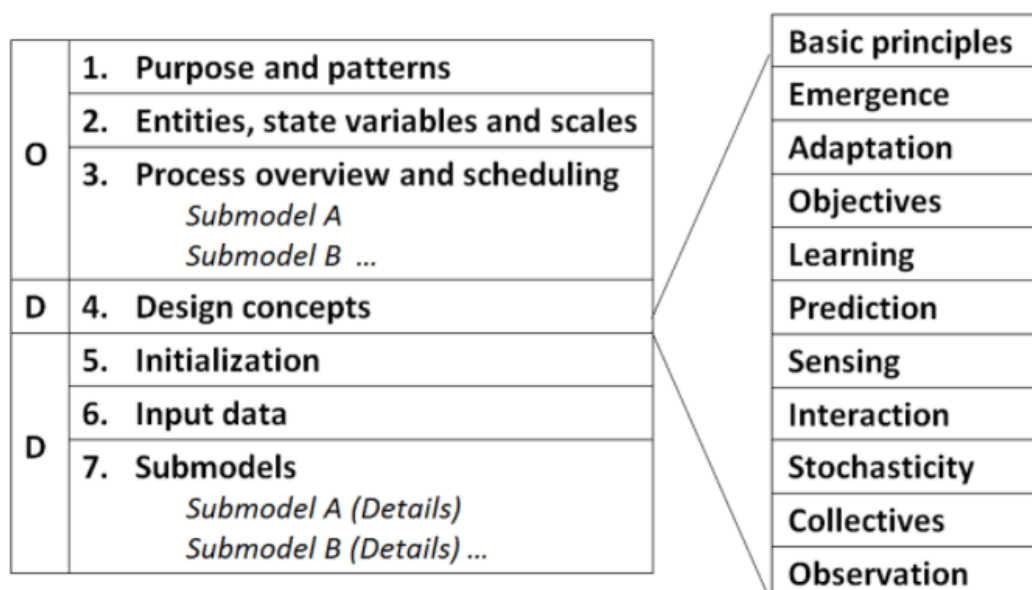 O
1. Purpose and patterns
2. Entities, state variables and scales
3. Process overview and scheduling
Submodel A
Submodel B ...
D
4. Design concepts
D
5. Initialization
6. Input data
7. Submodels
Submodel A (Details)
Submodel B (Details) ...
Basic principles
Emergence
Adaptation
Objectives
Learning
Prediction
Sensing
Interaction
Stochasticity
Collectives
Observation